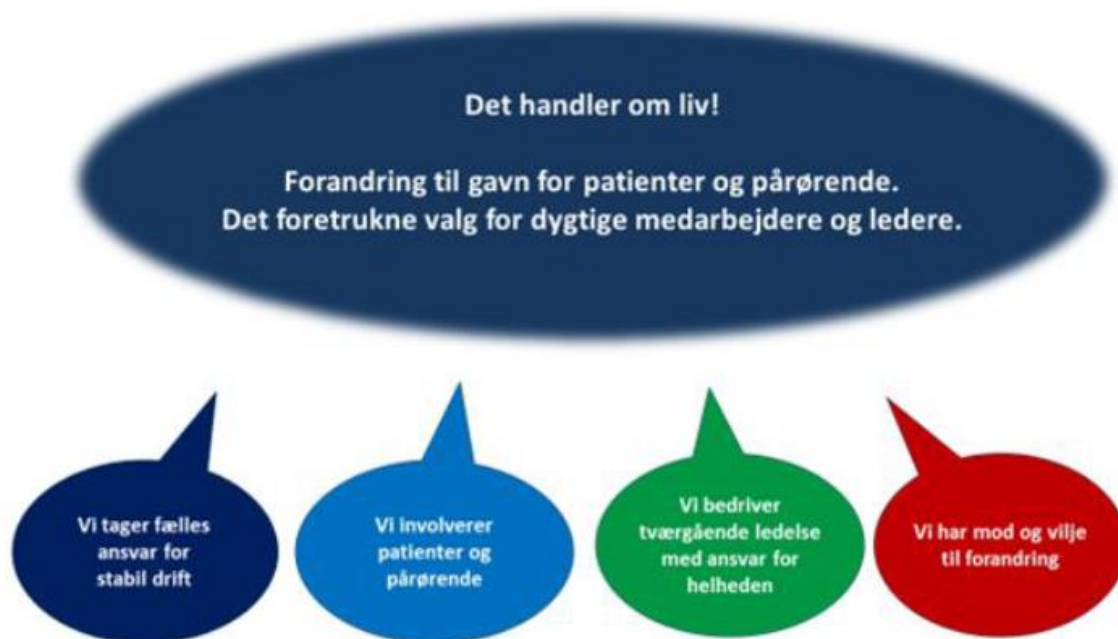 Det handler om liv!
Forandring til gavn for patienter og pårørende.
Det foretrukne valg for dygtige medarbejdere og ledere.
Vi tager fælles
ansvar for
stabil drift
Vi involverer
patienter og
pårørende
Vi bedriver
tværgående ledelse
med ansvar for
helheden
Vi har mod og vilje
til forandring